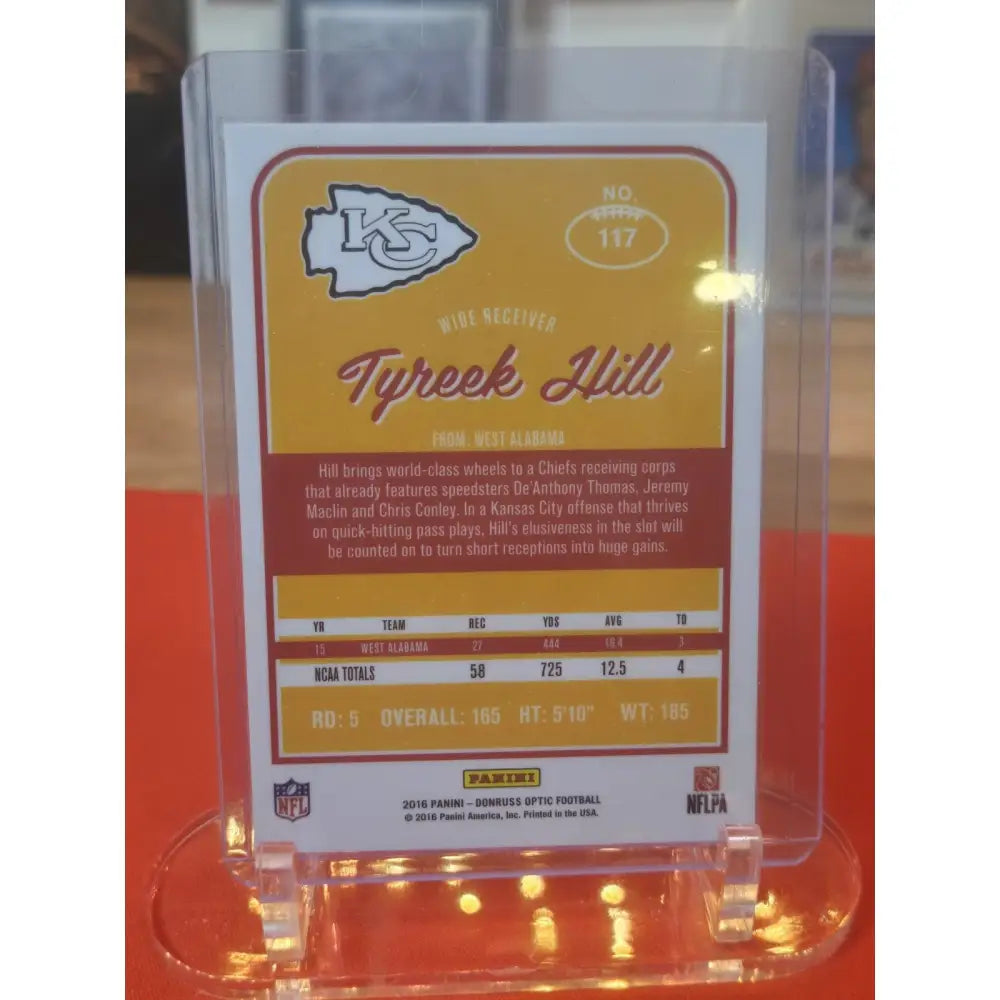 KC
NO.
117
WIDE RECEIVER
Tyreek Hill
FROM: WEST ALABAMA
Hill brings world-class wheels to a Chiefs receiving corps
that already features speedsters De'Anthony Thomas, Jeremy
Maclin and Chris Conley. In a Kansas City offense that thrives
on quick-hitting pass plays, Hill's elusiveness in the slot will
be counted on to turn short receptions into huge gains.
YR TEAM REC YDS AVG TD
15 WEST ALABAMA 27 444 16.4 3
NCAA TOTALS 58 725 12.5 4
RD: 5 OVERALL: 165 HT: 5'10" WT: 185
NFL
PANINI
2016 PANINI – DONRUSS OPTIC FOOTBALL
© 2016 Panini America, Inc. Printed in the USA.
NFLPA